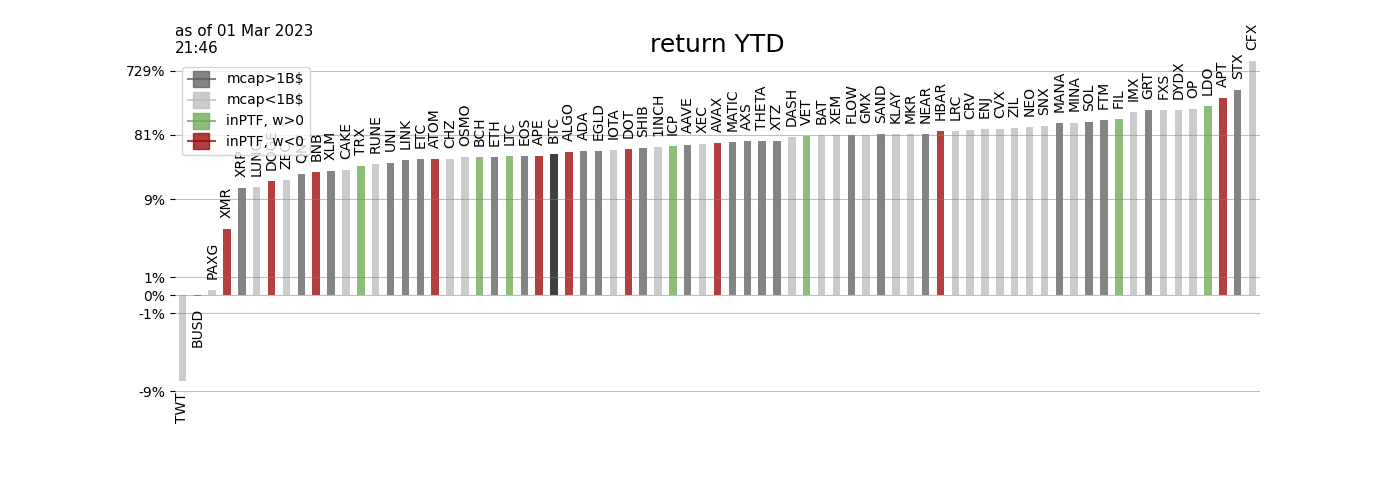 as of 01 Mar 2023
21:46
return YTD
729%
81%
9%
1%
0%
-1%
-9%
mcap>1B$
mcap<1B$
inPTF, w>0
inPTF, w<0
TWT
BUSD
PAXG
XMR
XRP
LUNC
DOGE
BNB
XLM
CAKE
TRX
RUNE
UNI
LINK
ETC
ATOM
CHZ
OSMO
BCH
ETH
LTC
EOS
APE
BTC
ALGO
ADA
EGLD
IOTA
DOT
SHIB
1INCH
ICP
AAVE
XEC
AVAX
MATIC
AXS
THETA
XTZ
DASH
VET
BAT
XEM
FLOW
GMX
SAND
KLAY
MKR
NEAR
HBAR
LRC
CRV
ENJ
CVX
ZIL
NEO
SNX
MANA
MINA
SOL
FTM
FIL
IMX
GRT
FXS
DYDX
OP
LDO
APT
STX
CFX